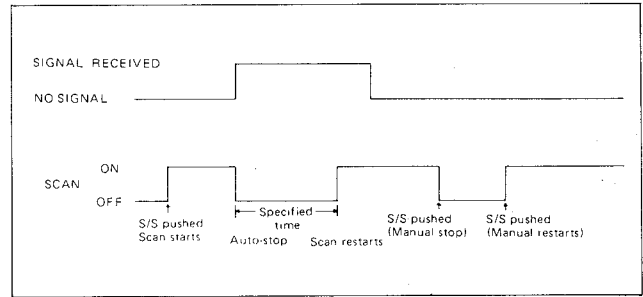 SIGNAL RECEIVED
NO SIGNAL
ON
SCAN
OFF
S/S pushed
Scan starts
Specified
time
Auto-stop
Scan restarts
S/S pushed
(Manual stop)
S/S pushed
(Manual restarts)